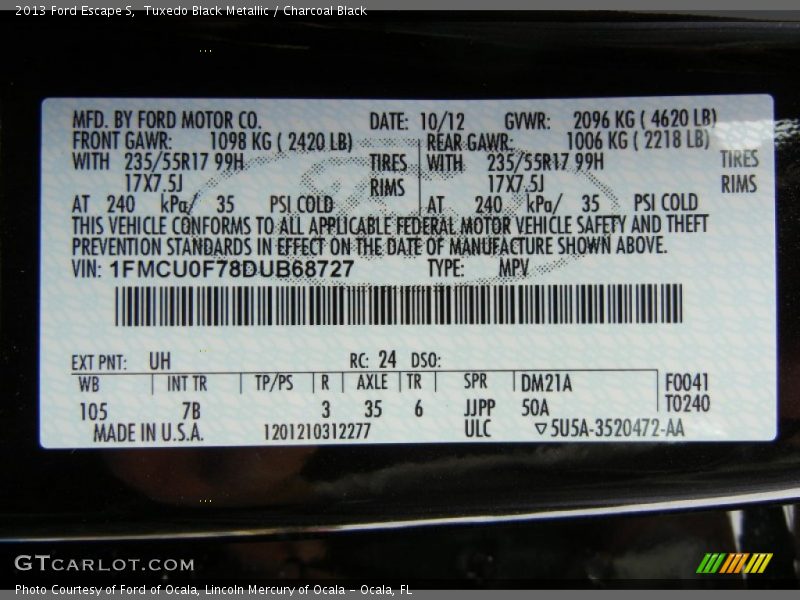 2013 Ford Escape S, Tuxedo Black Metallic / Charcoal Black
MFD. BY FORD MOTOR CO. DATE: 10/12 GVWR: 2096 KG ( 4620 LB)
FRONT GAWR: 1098 KG ( 2420 LB) REAR GAWR: 1006 KG ( 2218 LB)
WITH 235/55R17 99H TIRES WITH 235/55R17 99H TIRES
17X7.5J RIMS 17X7.5J RIMS
AT 240 kPa/ 35 PSI COLD AT 240 kPa/ 35 PSI COLD
THIS VEHICLE CONFORMS TO ALL APPLICABLE FEDERAL MOTOR VEHICLE SAFETY AND THEFT
PREVENTION STANDARDS IN EFFECT ON THE DATE OF MANUFACTURE SHOWN ABOVE.
VIN: 1FMCU0F78DUB68727 TYPE: MPV
EXT PNT: UH RC: 24 DSO:
WB INT TR TP/PS R AXLE TR SPR DM21A F0041
105 7B 3 35 6 JJPP 50A T0240
MADE IN U.S.A. 1201210312277 ULC ▽5U5A-3520472-AA
GTCARLOT.COM
Photo Courtesy of Ford of Ocala, Lincoln Mercury of Ocala - Ocala, FL